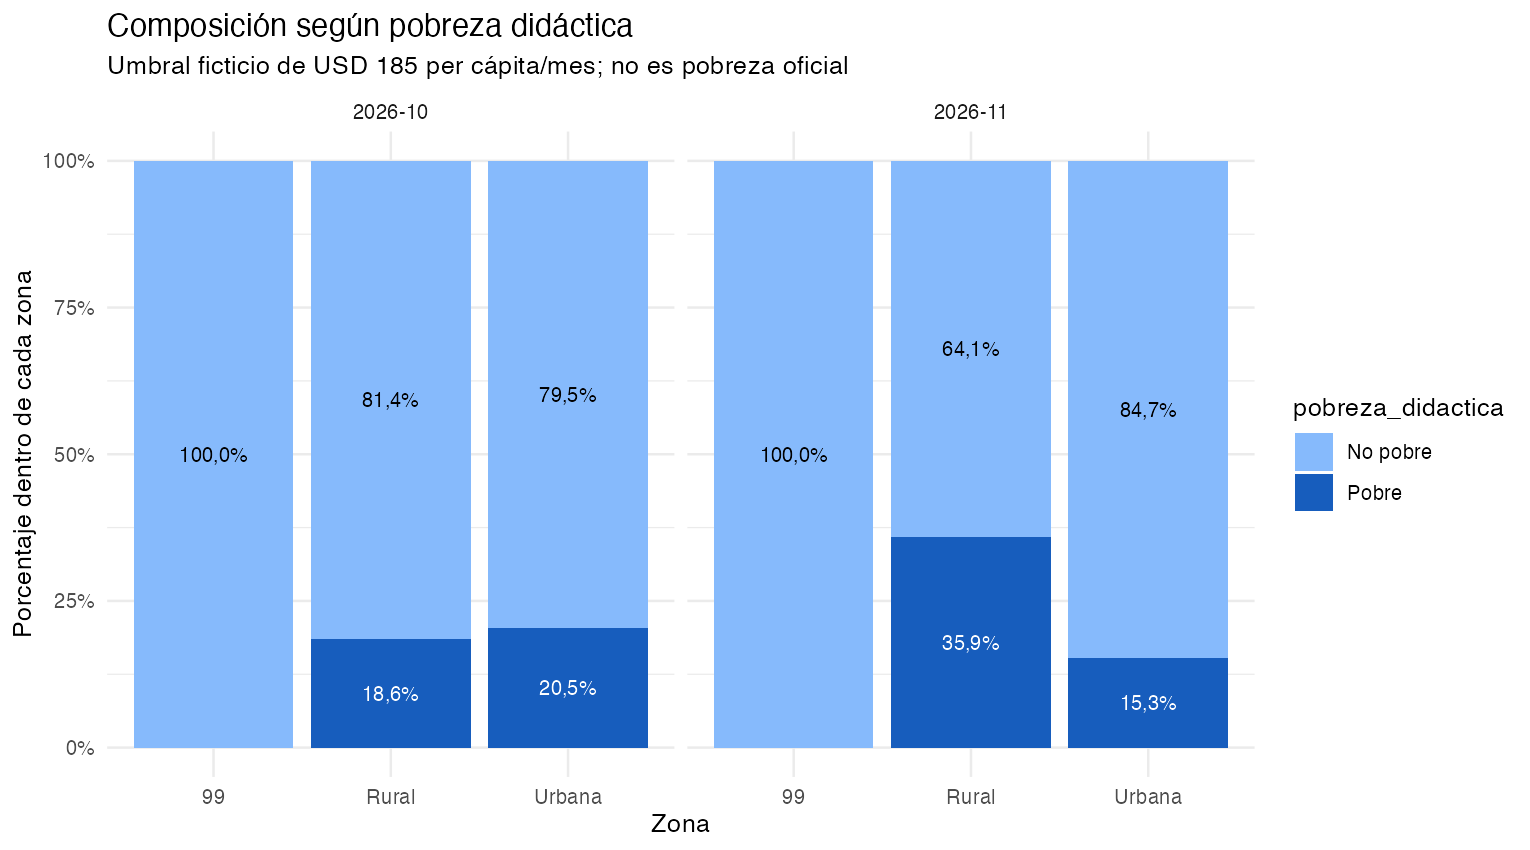 Composición según pobreza didáctica
Umbral ficticio de USD 185 per cápita/mes; no es pobreza oficial
2026-10
2026-11
Porcentaje dentro de cada zona
100%
75%
50%
25%
0%
100,0%
81,4%
18,6%
79,5%
20,5%
100,0%
64,1%
35,9%
84,7%
15,3%
99
Rural
Urbana
99
Rural
Urbana
Zona
pobreza_didactica
No pobre
Pobre